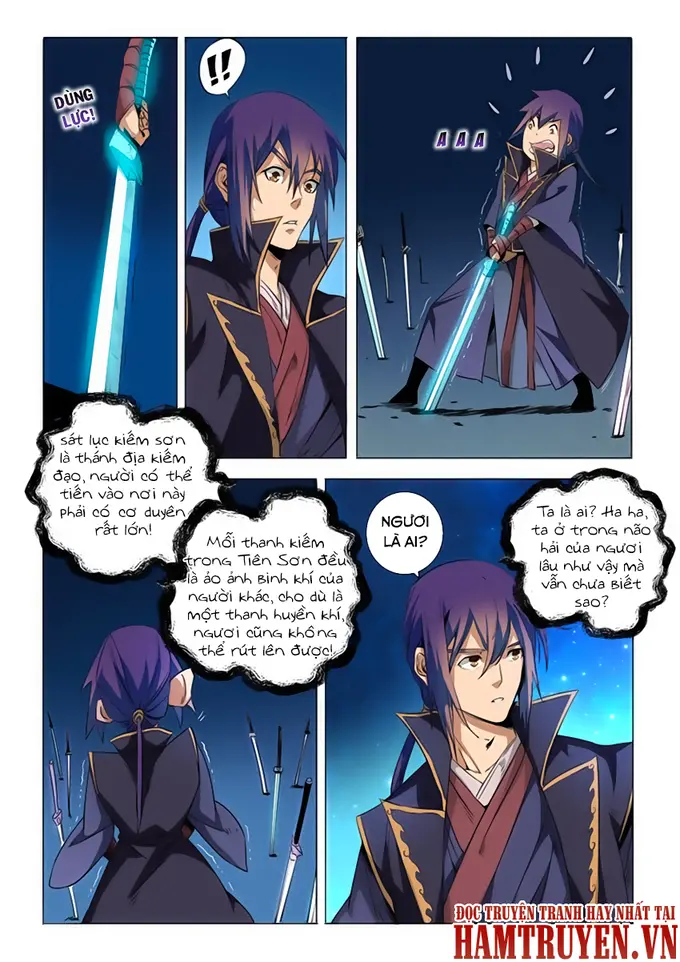 DÙNG
LỰC!
!!
A A A
sát lục kiếm sơn
là thánh địa kiếm
đạo, người có thể
tiến vào nơi này
phải có cơ duyên
rất lớn!
Mỗi thanh kiếm
trong Tiên Sơn đều
là ảo ảnh Binh khí của
người khác, cho dù là
một thanh huyền khí,
ngươi cũng không
thể rút lên được!
NGƯƠI
LÀ AI?
Ta là ai? Ha ha,
ta ở trong não
hải của ngươi
lâu như vậy mà
vẫn chưa Biết
sao?
ĐỌC TRUYỆN TRANH HAY NHẤT TẠI
HAMTRUYEN.VN